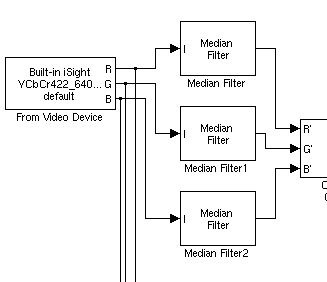 Median
Filter
I
Median Filter
Built-in iSight
YCbCr422_640...
default
R
G
B
From Video Device
Median
Filter
I
Median Filter1
R'
G'
B'
Median
Filter
I
Median Filter2